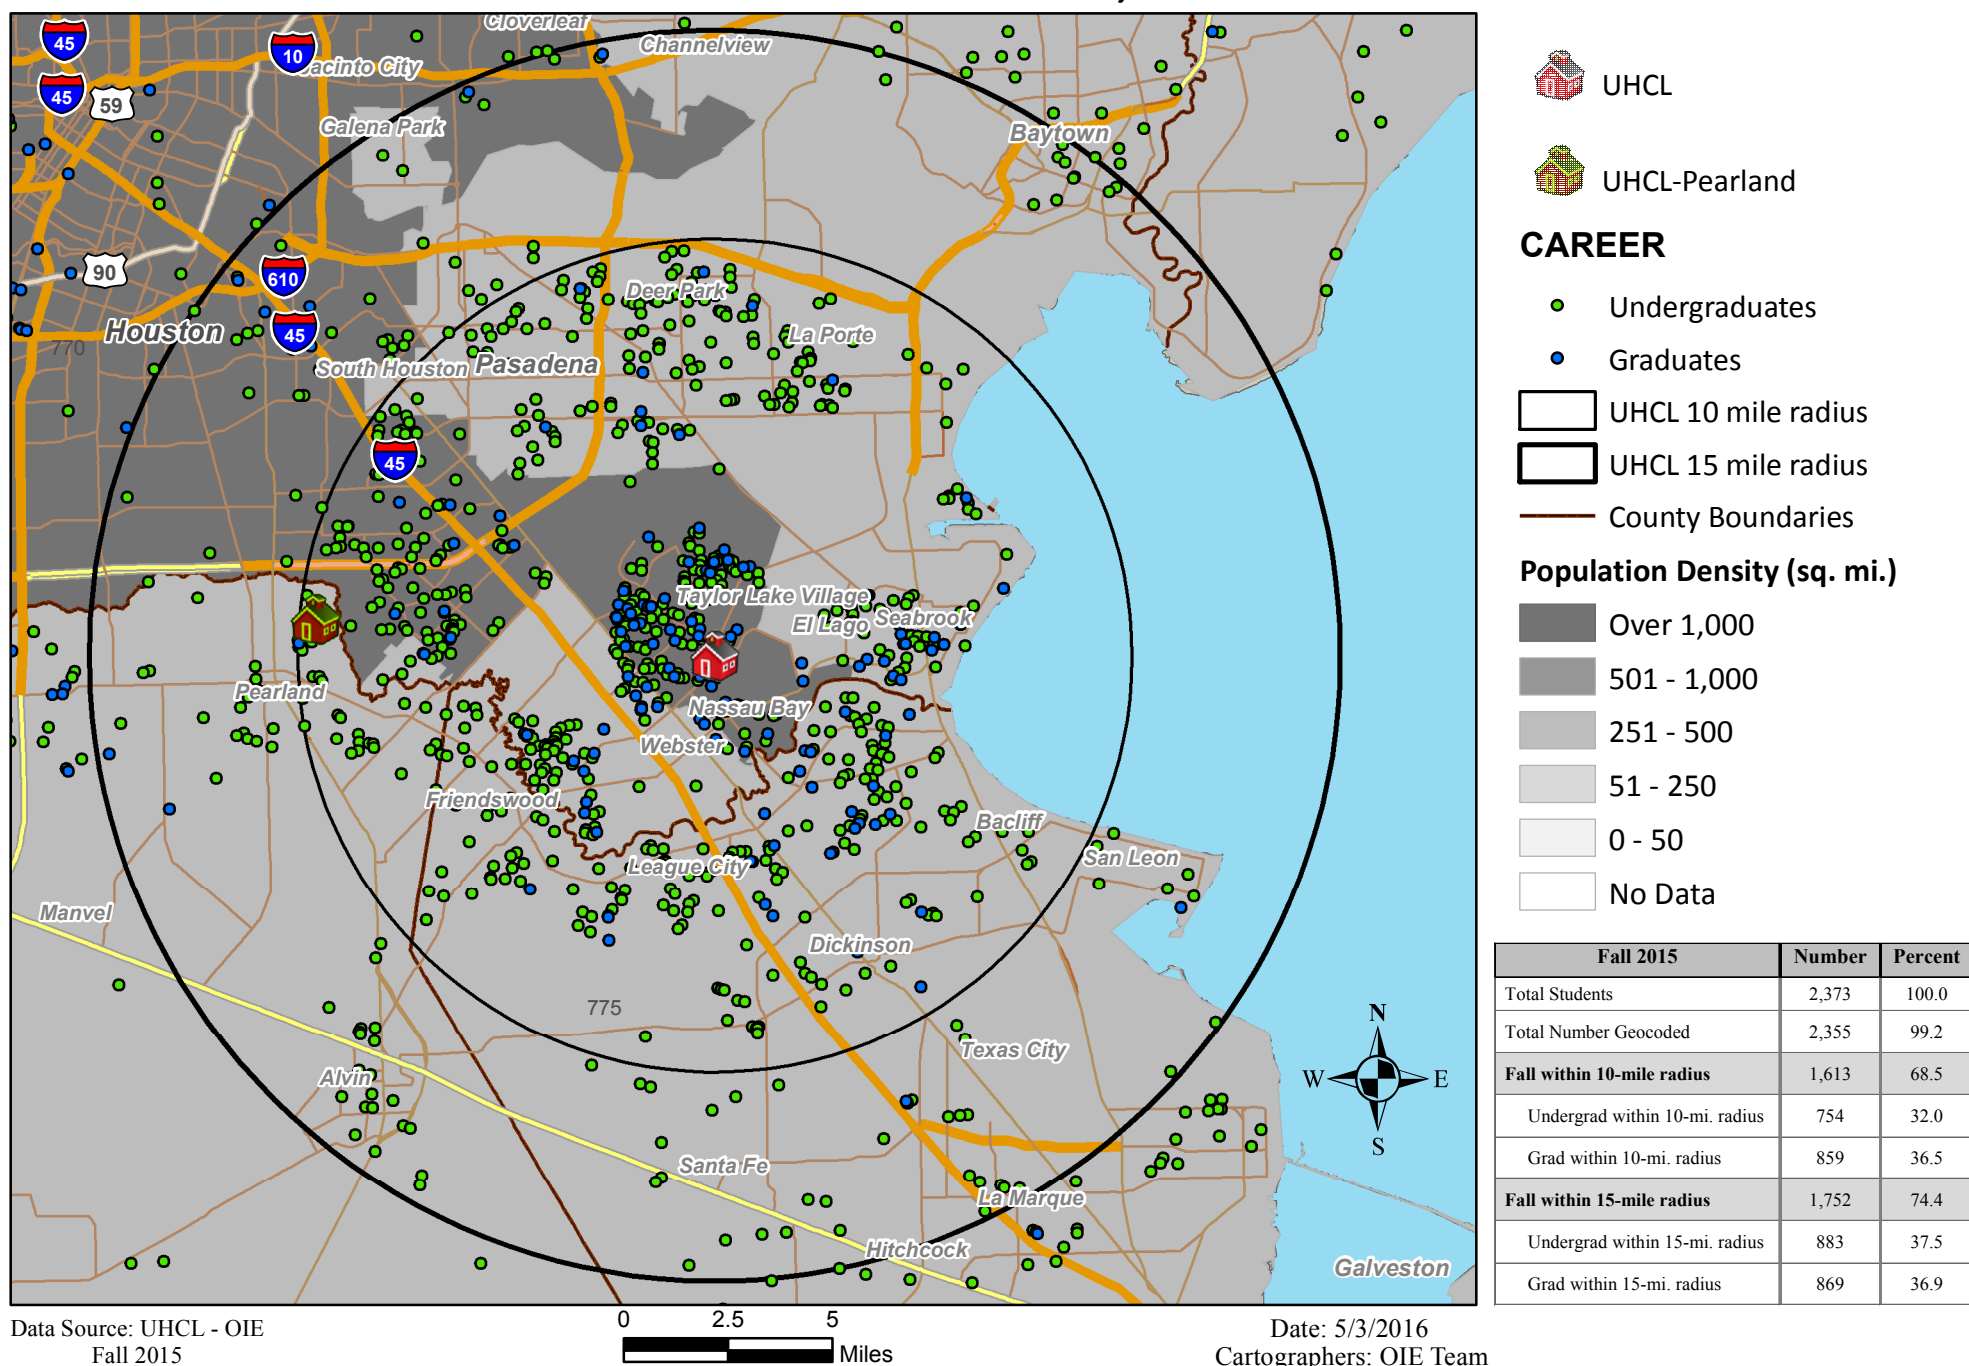 Cloverleaf
Channelview
45
10
Jacinto City
45
59
Galena Park
Baytown
90
610
Deer Park
Houston
45
La Porte
770
South Houston
Pasadena
45
Taylor Lake Village
El Lago
Seabrook
Pearland
Nassau Bay
Webster
Friendswood
Bacliff
League City
San Leon
Manvel
Dickinson
775
Texas City
Alvin
Santa Fe
La Marque
Hitchcock
Galveston
N
W
E
S
UHCL
UHCL-Pearland
CAREER
Undergraduates
Graduates
UHCL 10 mile radius
UHCL 15 mile radius
County Boundaries
Population Density (sq. mi.)
Over 1,000
501 - 1,000
251 - 500
51 - 250
0 - 50
No Data
Fall 2015 Number Percent
Total Students 2,373 100.0
Total Number Geocoded 2,355 99.2
Fall within 10-mile radius 1,613 68.5
Undergrad within 10-mi. radius 754 32.0
Grad within 10-mi. radius 859 36.5
Fall within 15-mile radius 1,752 74.4
Undergrad within 15-mi. radius 883 37.5
Grad within 15-mi. radius 869 36.9
Data Source: UHCL - OIE
Fall 2015
0 2.5 5
Miles
Date: 5/3/2016
Cartographers: OIE Team